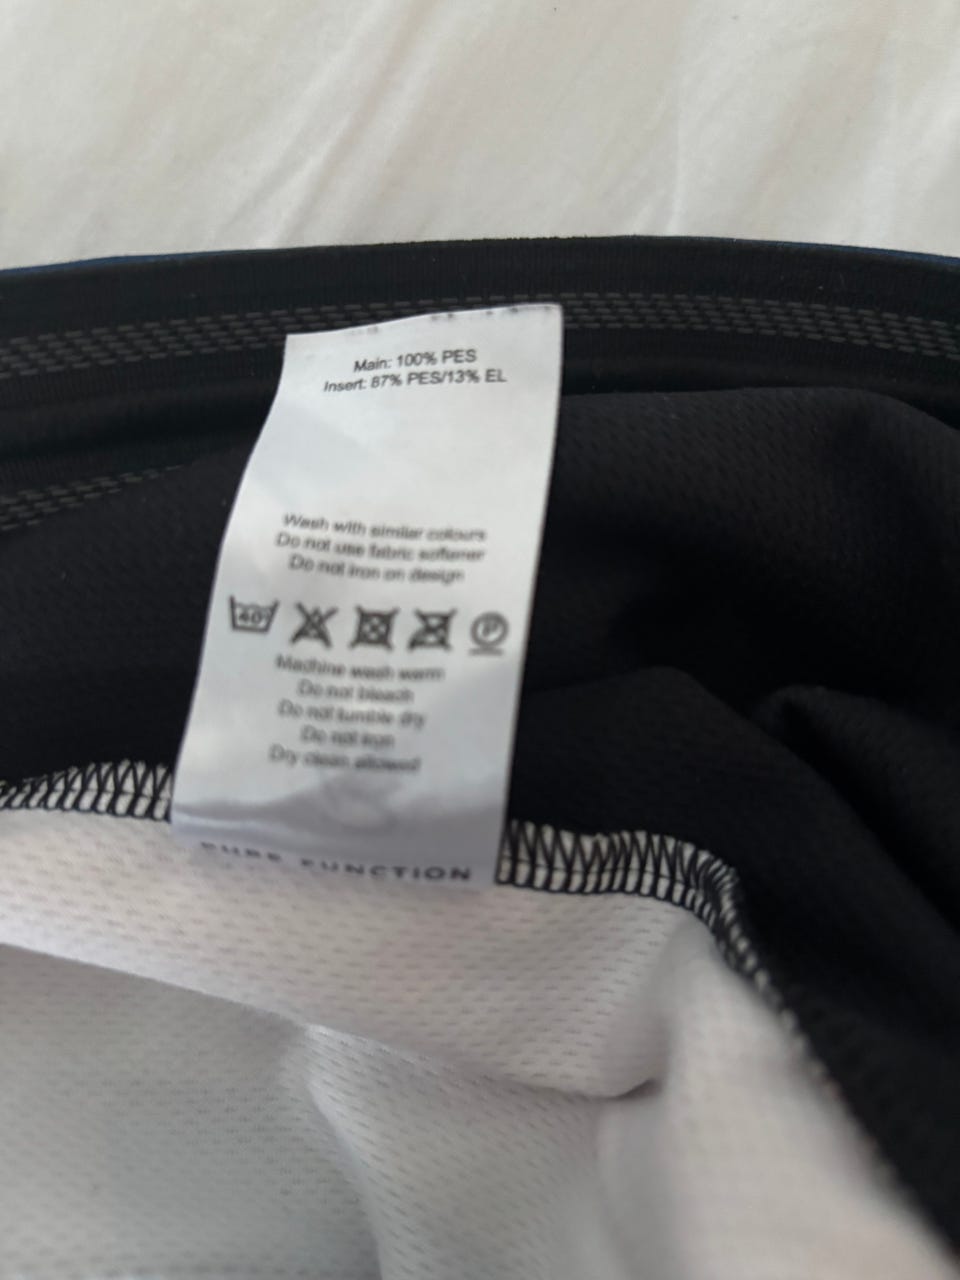 Main: 100% PES
Insert: 87% PES/13% EL
Wash with similar colours
Do not use fabric softener
Do not iron on design
40°
P
Machine wash warm
Do not bleach
Do not tumble dry
Do not iron
Dry clean allowed
PURE FUNCTION